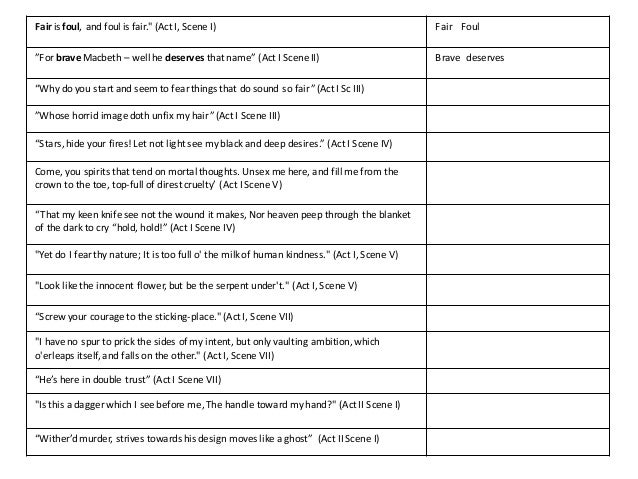 Fair is foul, and foul is fair." (Act I, Scene I) Fair Foul
“For brave Macbeth – well he deserves that name” (Act I Scene II) Brave deserves
“Why do you start and seem to fear things that do sound so fair” (Act I Sc III)
“Whose horrid image doth unfix my hair” (Act I Scene III)
“Stars, hide your fires! Let not light see my black and deep desires.” (Act I Scene IV)
Come, you spirits that tend on mortal thoughts. Unsex me here, and fill me from the
crown to the toe, top-full of direst cruelty’ (Act I Scene V)
“That my keen knife see not the wound it makes, Nor heaven peep through the blanket
of the dark to cry “hold, hold!” (Act I Scene IV)
"Yet do I fear thy nature; It is too full o' the milk of human kindness." (Act I, Scene V)
"Look like the innocent flower, but be the serpent under't." (Act I, Scene V)
“Screw your courage to the sticking-place." (Act I, Scene VII)
"I have no spur to prick the sides of my intent, but only vaulting ambition, which
o'erleaps itself, and falls on the other." (Act I, Scene VII)
“He’s here in double trust” (Act I Scene VII)
"Is this a dagger which I see before me, The handle toward my hand?" (Act II Scene I)
“Wither’d murder, strives towards his design moves like a ghost” (Act II Scene I)